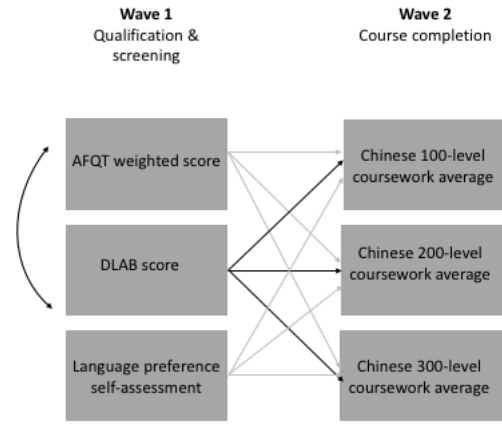 Wave 1
Qualification &
screening
Wave 2
Course completion
AFQT weighted score
Chinese 100-level
coursework average
DLAB score
Chinese 200-level
coursework average
Language preference
self-assessment
Chinese 300-level
coursework average